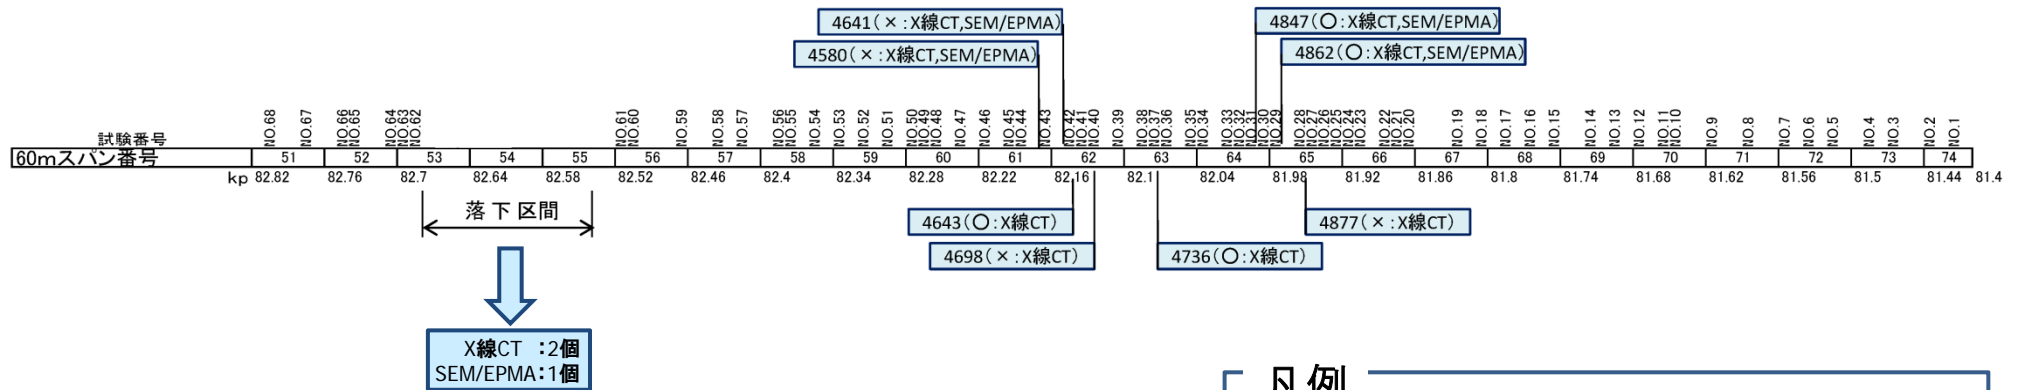 4641(×:X線CT,SEM/EPMA)
4847(〇:X線CT,SEM/EPMA)
4580(×:X線CT,SEM/EPMA)
4862(〇:X線CT,SEM/EPMA)
試験番号 NO.68 NO.67 NO.66 NO.65 NO.64 NO.63 NO.62 NO.61 NO.60 NO.59 NO.58 NO.57 NO.56 NO.55 NO.54 NO.53 NO.52 NO.51 NO.50 NO.49 NO.48 NO.47 NO.46 NO.45 NO.44 NO.43 NO.42 NO.41 NO.40 NO.39 NO.38 NO.37 NO.36 NO.35 NO.34 NO.33 NO.32 NO.31 NO.30 NO.29 NO.28 NO.27 NO.26 NO.25 NO.24 NO.23 NO.22 NO.21 NO.20 NO.19 NO.18 NO.17 NO.16 NO.15 NO.14 NO.13 NO.12 NO.11 NO.10 NO.9 NO.8 NO.7 NO.6 NO.5 NO.4 NO.3 NO.2 NO.1
60mスパン番号 51 52 53 54 55 56 57 58 59 60 61 62 63 64 65 66 67 68 69 70 71 72 73 74
kp 82.82 82.76 82.7 82.64 82.58 82.52 82.46 82.4 82.34 82.28 82.22 82.16 82.1 82.04 81.98 81.92 81.86 81.8 81.74 81.68 81.62 81.56 81.5 81.44 81.4
落下区間
4643(〇:X線CT)
4877(×:X線CT)
4698(×:X線CT)
4736(〇:X線CT)
X線CT :2個
SEM/EPMA:1個
凡例